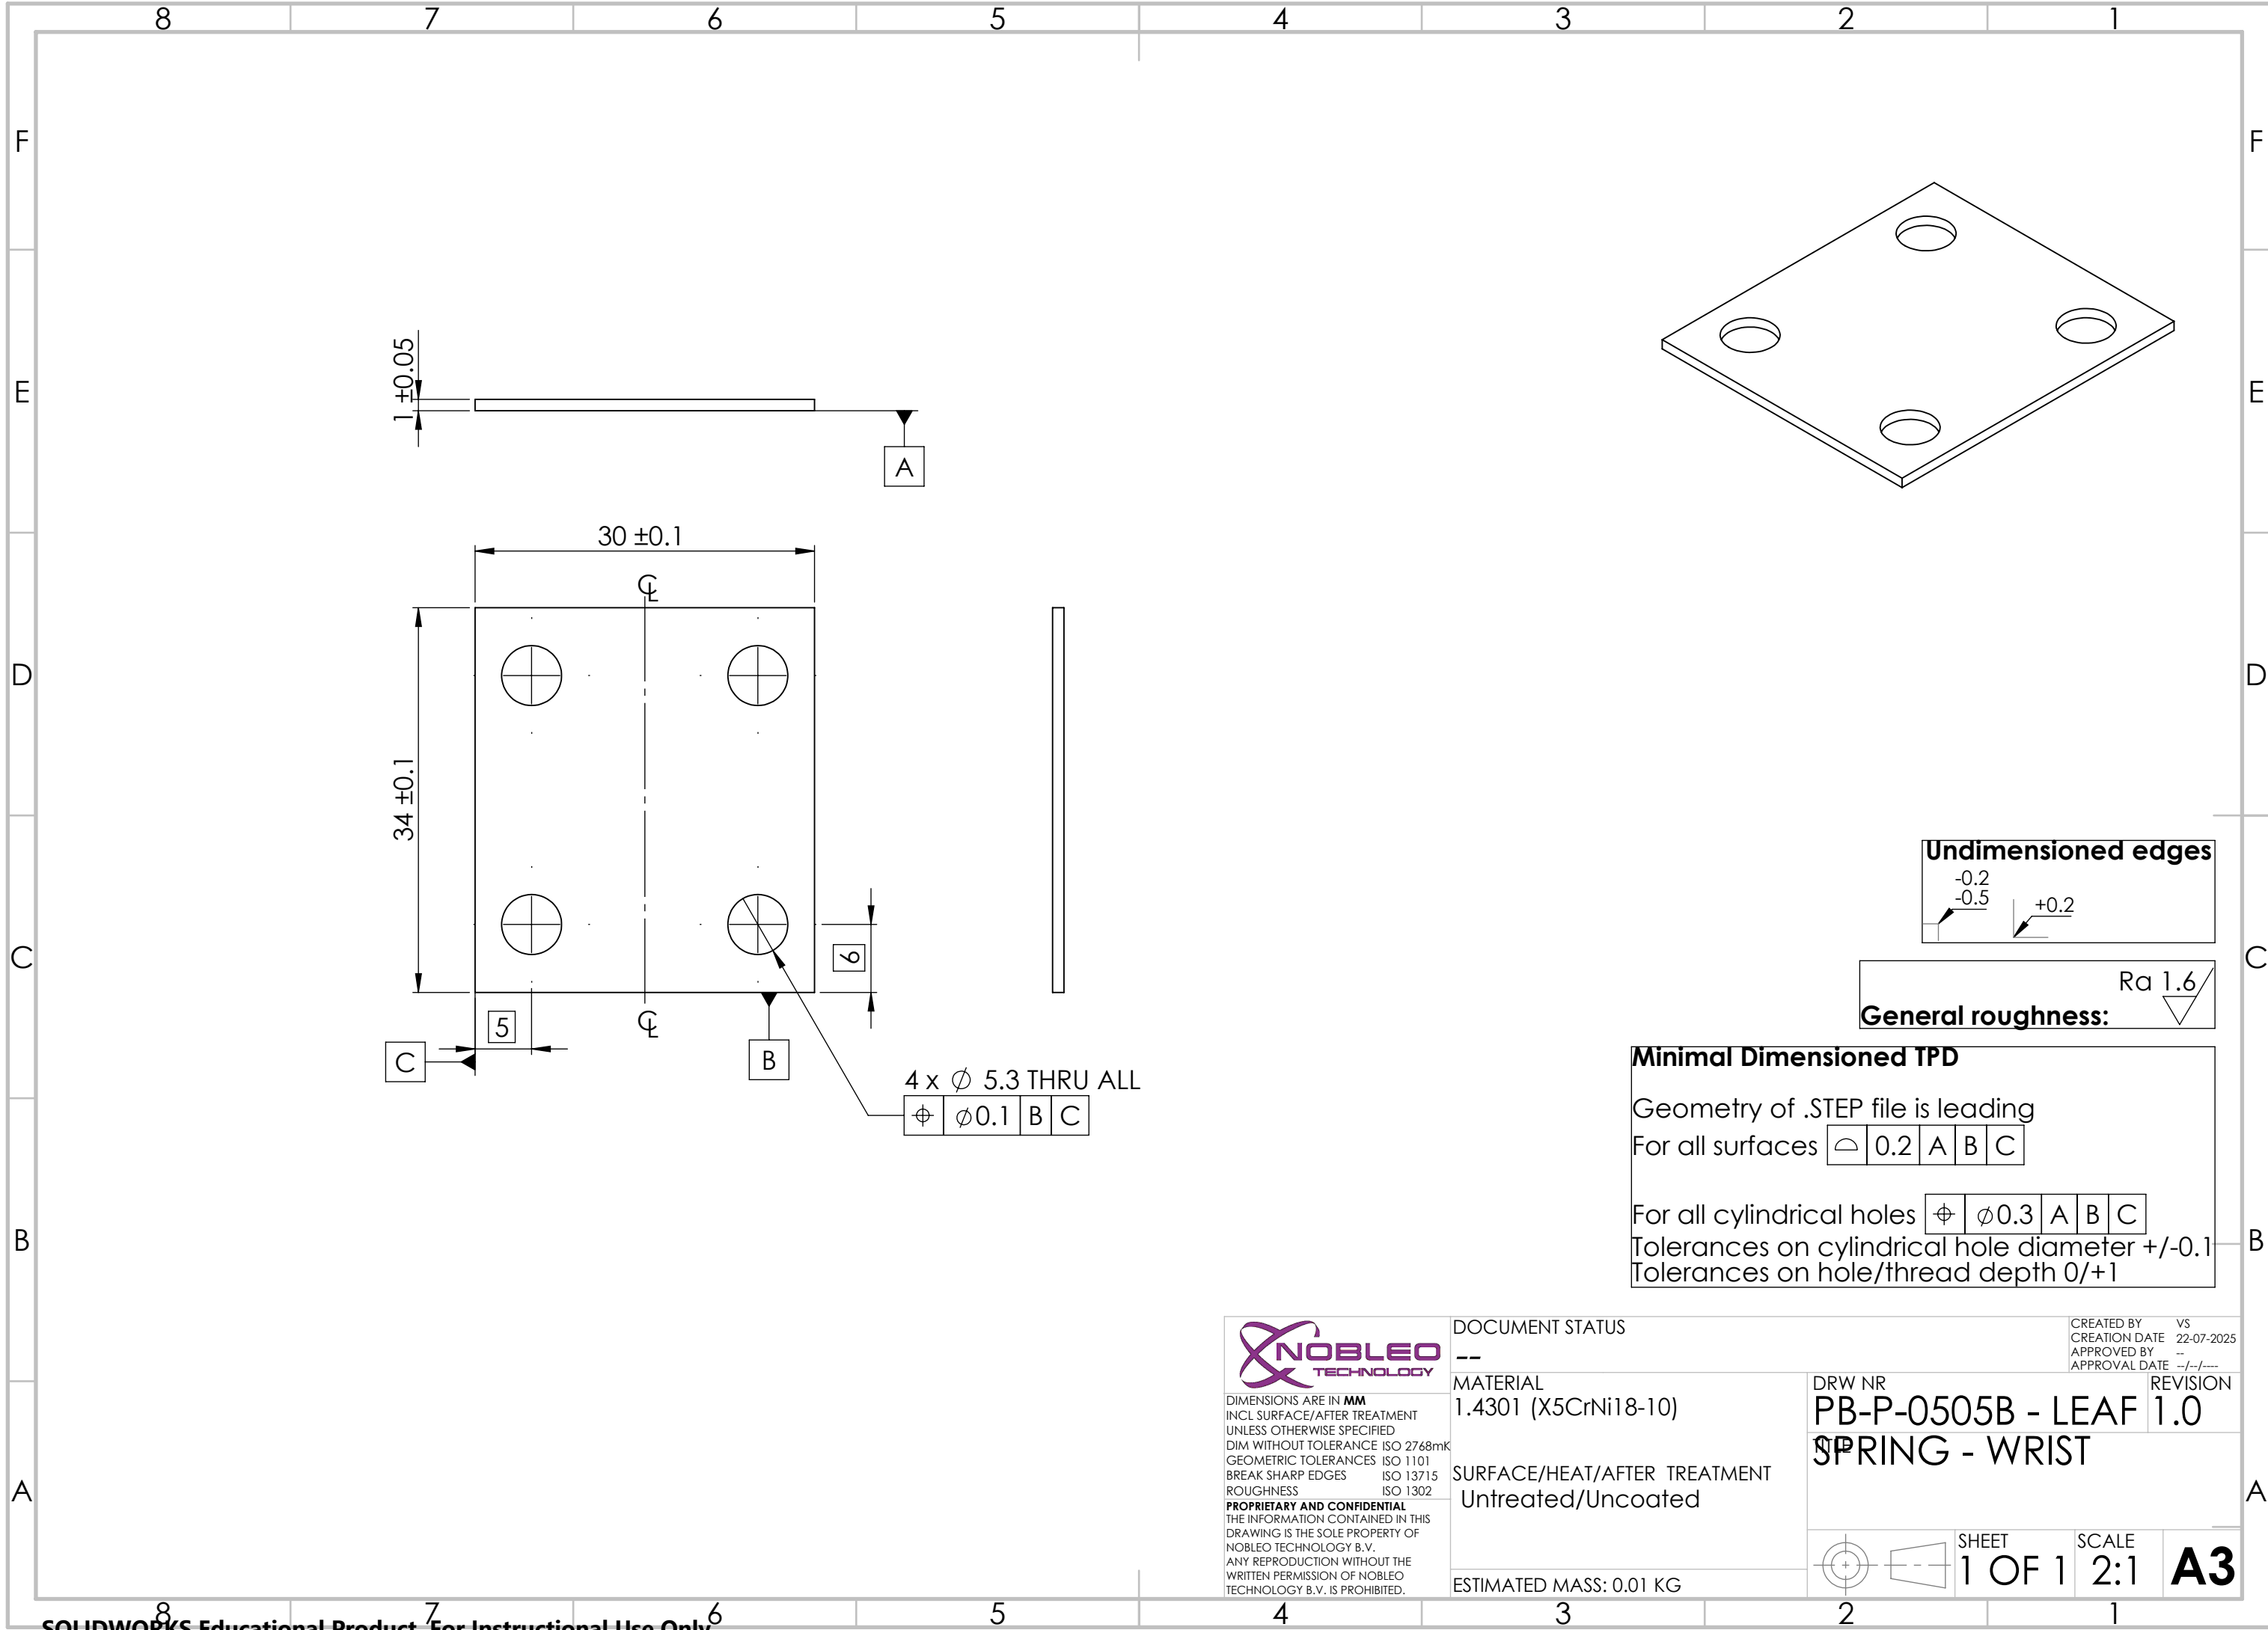 8 7 6 5 4 3 2 1
F F
E E
D D
C C
B B
A A
1 ±0.05
A
30 ±0.1
℄
34 ±0.1
6
5
℄
C
B
4 x ⌀ 5.3 THRU ALL
⌖ ⌀0.1 B C
Undimensioned edges
-0.2
-0.5
+0.2
Ra 1.6
General roughness:
Minimal Dimensioned TPD
Geometry of .STEP file is leading
For all surfaces ⌓ 0.2 A B C
For all cylindrical holes ⌖ ⌀0.3 A B C
Tolerances on cylindrical hole diameter +/-0.1
Tolerances on hole/thread depth 0/+1
NOBLEO
TECHNOLOGY
DIMENSIONS ARE IN MM
INCL SURFACE/AFTER TREATMENT
UNLESS OTHERWISE SPECIFIED
DIM WITHOUT TOLERANCE ISO 2768mK
GEOMETRIC TOLERANCES ISO 1101
BREAK SHARP EDGES ISO 13715
ROUGHNESS ISO 1302
PROPRIETARY AND CONFIDENTIAL
THE INFORMATION CONTAINED IN THIS
DRAWING IS THE SOLE PROPERTY OF
NOBLEO TECHNOLOGY B.V.
ANY REPRODUCTION WITHOUT THE
WRITTEN PERMISSION OF NOBLEO
TECHNOLOGY B.V. IS PROHIBITED.
DOCUMENT STATUS
--
MATERIAL
1.4301 (X5CrNi18-10)
SURFACE/HEAT/AFTER TREATMENT
Untreated/Uncoated
ESTIMATED MASS: 0.01 KG
CREATED BY VS
CREATION DATE 22-07-2025
APPROVED BY --
APPROVAL DATE --/--/----
DRW NR
PB-P-0505B - LEAF
SPRING - WRIST
REVISION
1.0
TITLE
SHEET
1 OF 1
SCALE
2:1
A3
8 7 6 5 4 3 2 1
SOLIDWORKS Educational Product. For Instructional Use Only.